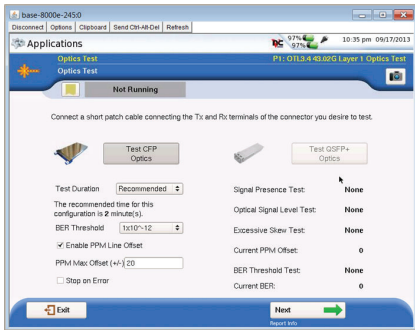 base-8000e-245:0
Disconnect Options Clipboard Send Ctrl-Alt-Del Refresh
Applications
97%
97%
10:35 pm 09/17/2013
Optics Test
P1: OTL3.4 43.02G Layer 1 Optics Test
Optics Test
Not Running
Connect a short patch cable connecting the Tx and Rx terminals of the connector you desire to test.
Test CFP
Optics
Test QSFP+
Optics
Test Duration Recommended
The recommended time for this
configuration is 2 minute(s).
BER Threshold 1x10^-12
Enable PPM Line Offset
PPM Max Offset (+/-) 20
Stop on Error
Signal Presence Test: None
Optical Signal Level Test: None
Excessive Skew Test: None
Current PPM Offset: 0
BER Threshold Test: None
Current BER: 0
Exit
Next
Report Info